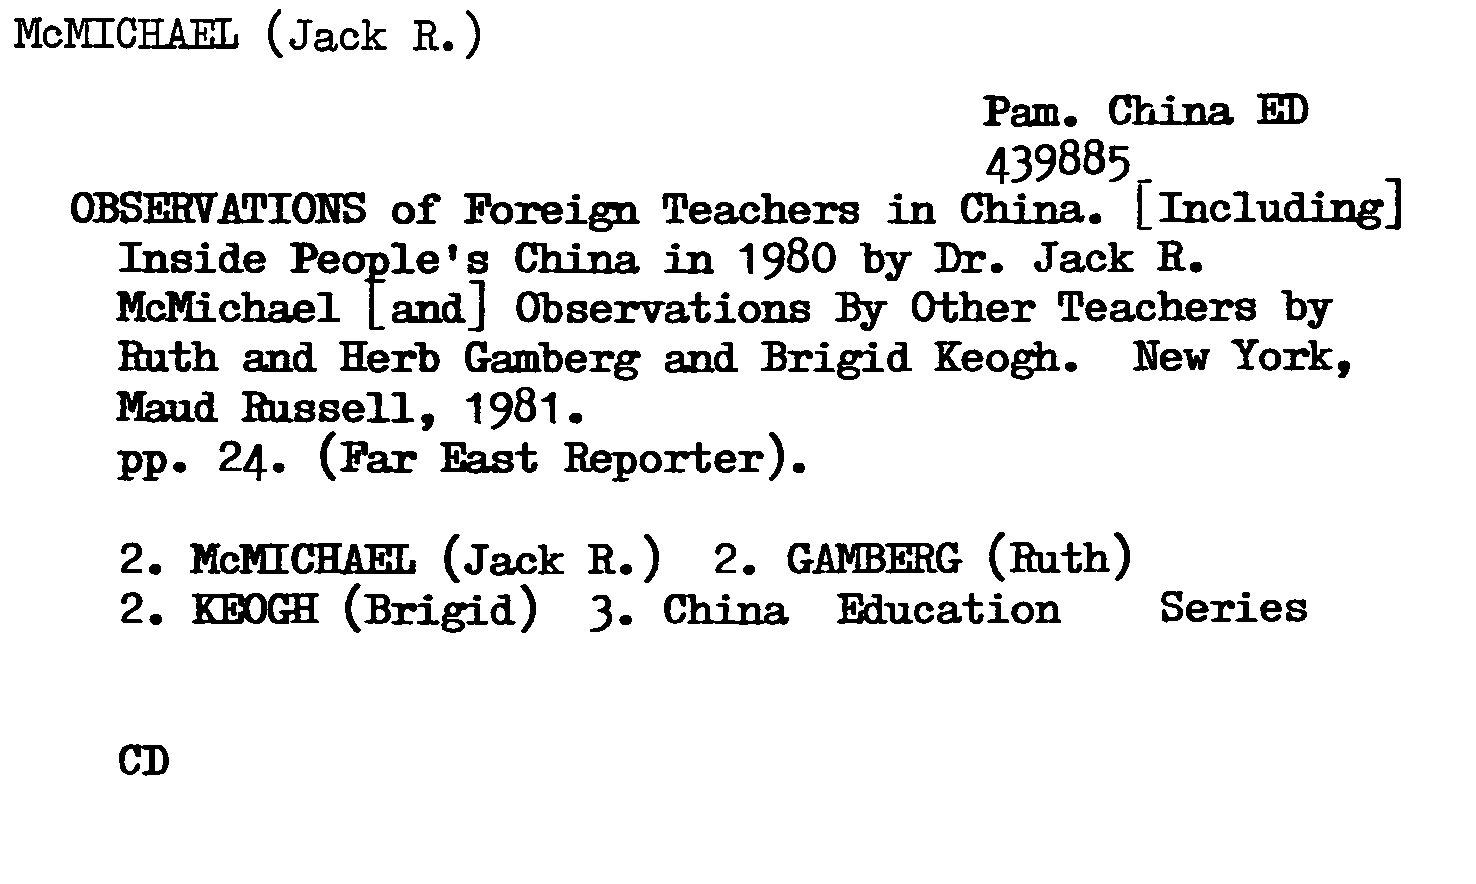 McMICHAEL (Jack R.)
Pam. China ED
439885
OBSERVATIONS of Foreign Teachers in China. [Including]
Inside People's China in 1980 by Dr. Jack R.
McMichael [and] Observations By Other Teachers by
Ruth and Herb Gamberg and Brigid Keogh. New York,
Maud Russell, 1981.
pp. 24. (Far East Reporter).
2. McMICHAEL (Jack R.) 2. GAMBERG (Ruth)
2. KEOGH (Brigid) 3. China Education Series
CD